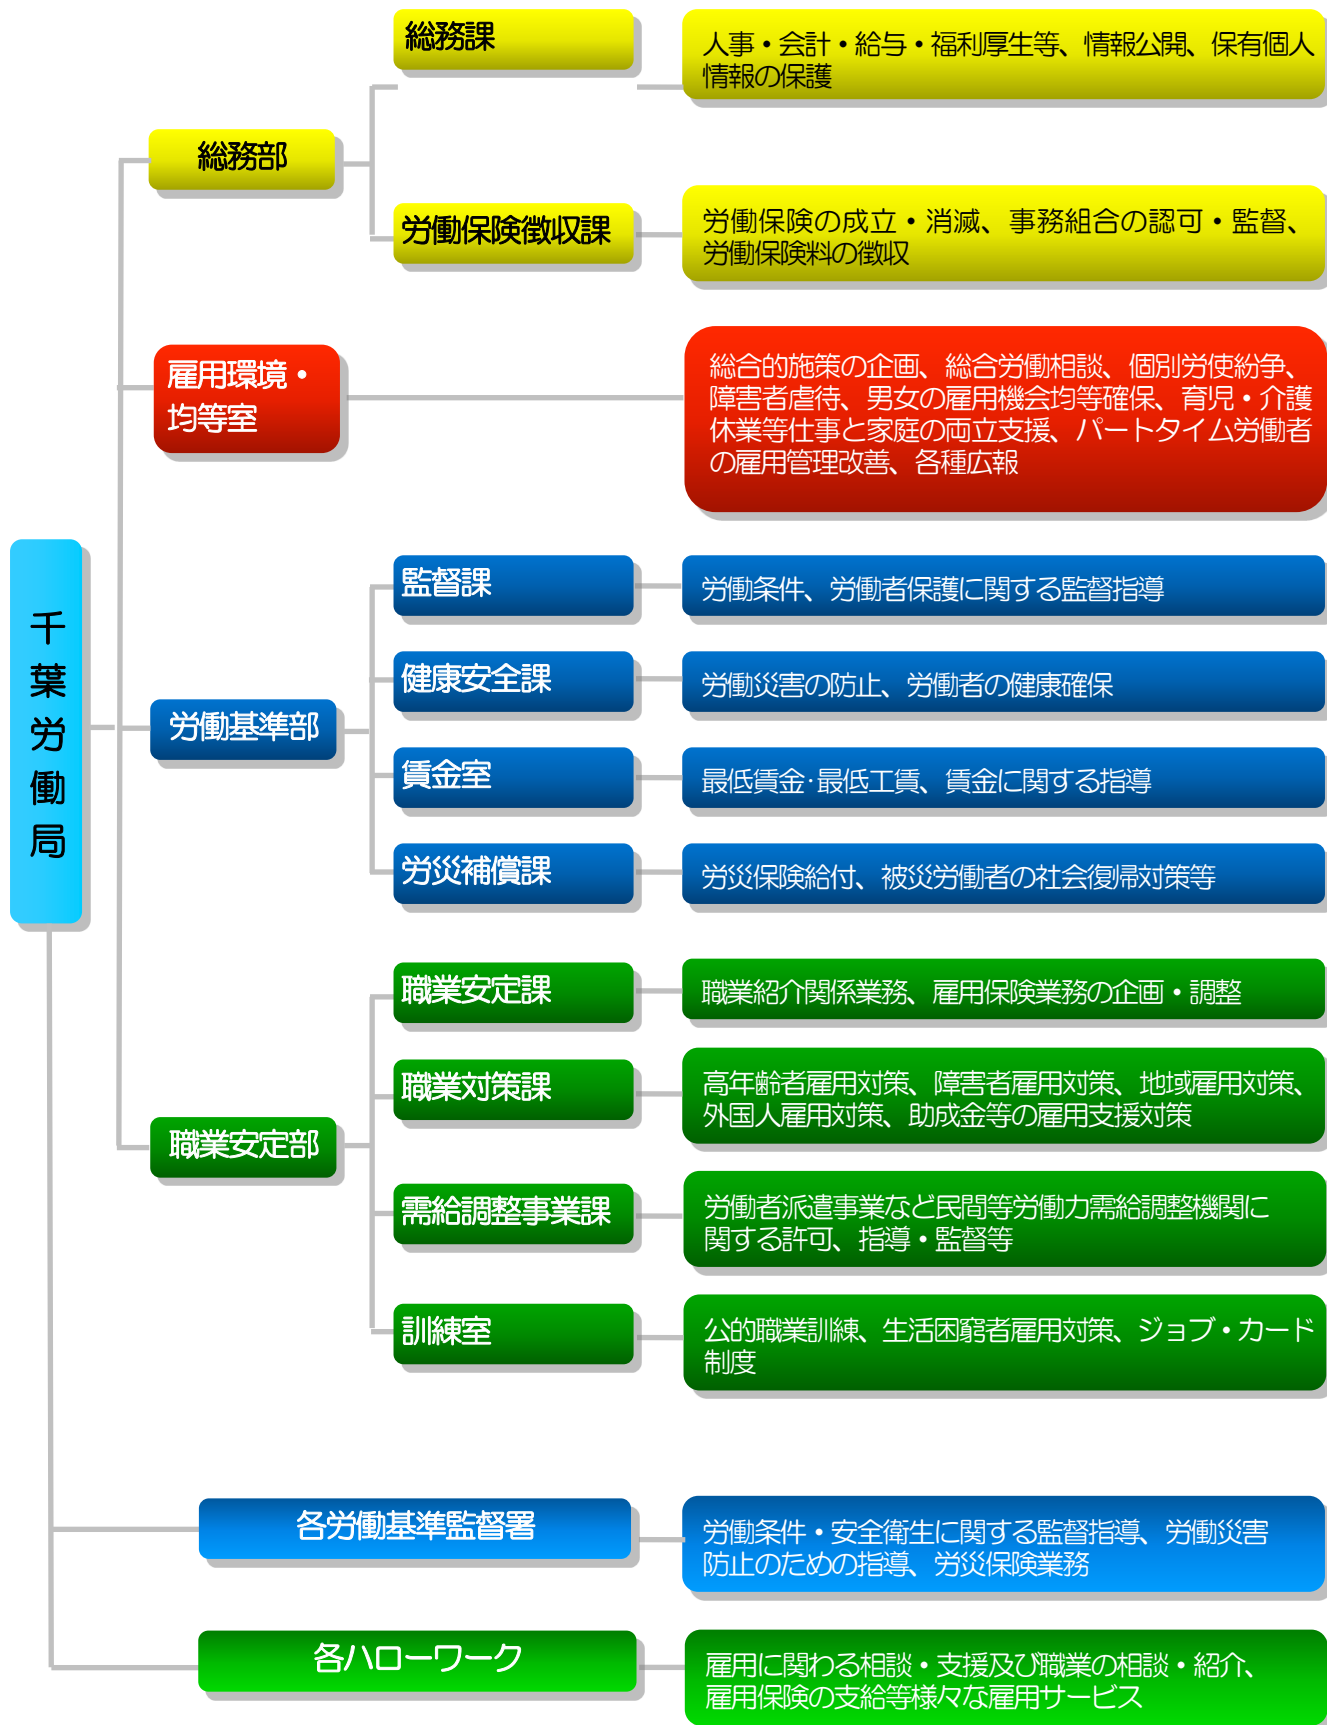 千葉労働局
総務部
総務課
人事・会計・給与・福利厚生等、情報公開、保有個人
情報の保護
労働保険徴収課
労働保険の成立・消滅、事務組合の認可・監督、
労働保険料の徴収
雇用環境・
均等室
総合的施策の企画、総合労働相談、個別労使紛争、
障害者虐待、男女の雇用機会均等確保、育児・介護
休業等仕事と家庭の両立支援、パートタイム労働者
の雇用管理改善、各種広報
労働基準部
監督課
労働条件、労働者保護に関する監督指導
健康安全課
労働災害の防止、労働者の健康確保
賃金室
最低賃金･最低工賃、賃金に関する指導
労災補償課
労災保険給付、被災労働者の社会復帰対策等
職業安定部
職業安定課
職業紹介関係業務、雇用保険業務の企画・調整
職業対策課
高年齢者雇用対策、障害者雇用対策、地域雇用対策、
外国人雇用対策、助成金等の雇用支援対策
需給調整事業課
労働者派遣事業など民間等労働力需給調整機関に
関する許可、指導・監督等
訓練室
公的職業訓練、生活困窮者雇用対策、ジョブ・カード
制度
各労働基準監督署
労働条件・安全衛生に関する監督指導、労働災害
防止のための指導、労災保険業務
各ハローワーク
雇用に関わる相談・支援及び職業の相談・紹介、
雇用保険の支給等様々な雇用サービス